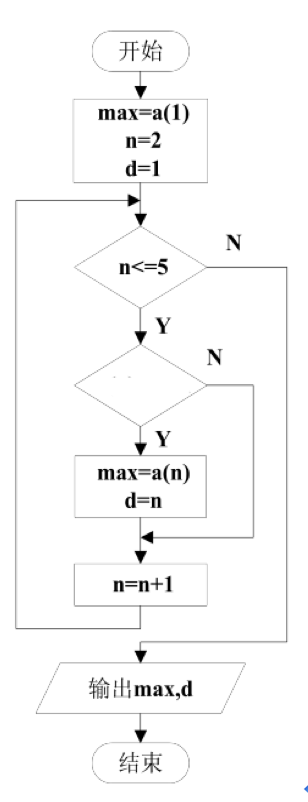 开始
max=a(1)
n=2
d=1
N
n<=5
Y
N
Y
max=a(n)
d=n
n=n+1
输出max,d
结束